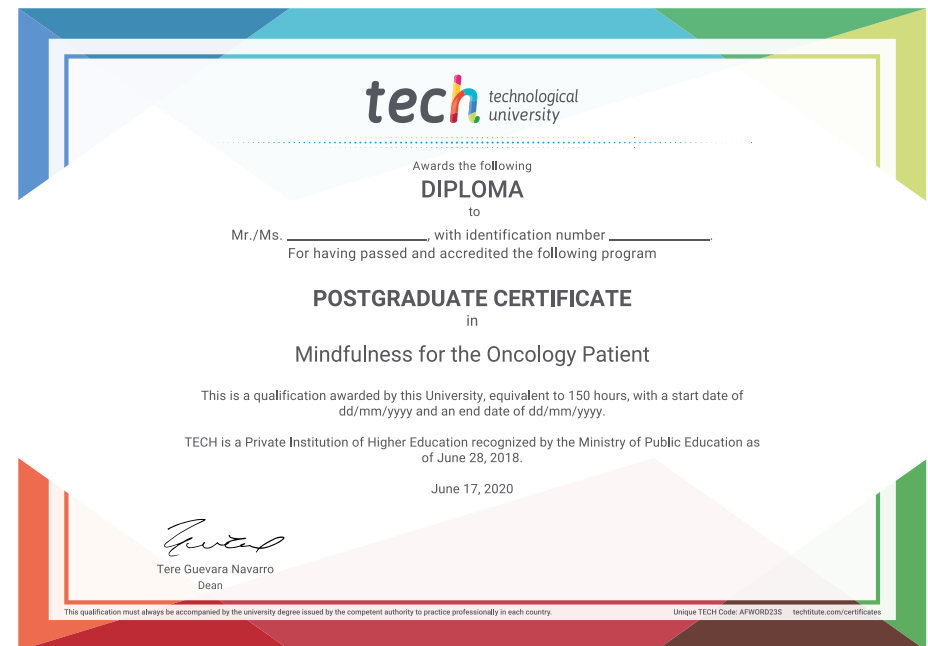 tech technological
university
Awards the following
DIPLOMA
to
Mr./Ms. ____________________, with identification number ______________.
For having passed and accredited the following program
POSTGRADUATE CERTIFICATE
in
Mindfulness for the Oncology Patient
This is a qualification awarded by this University, equivalent to 150 hours, with a start date of
dd/mm/yyyy and an end date of dd/mm/yyyy.
TECH is a Private Institution of Higher Education recognized by the Ministry of Public Education as
of June 28, 2018.
June 17, 2020
Tere Guevara Navarro
Dean
This qualification must always be accompanied by the university degree issued by the competent authority to practice professionally in each country.
Unique TECH Code: AFWORD23S techtitute.com/certificates